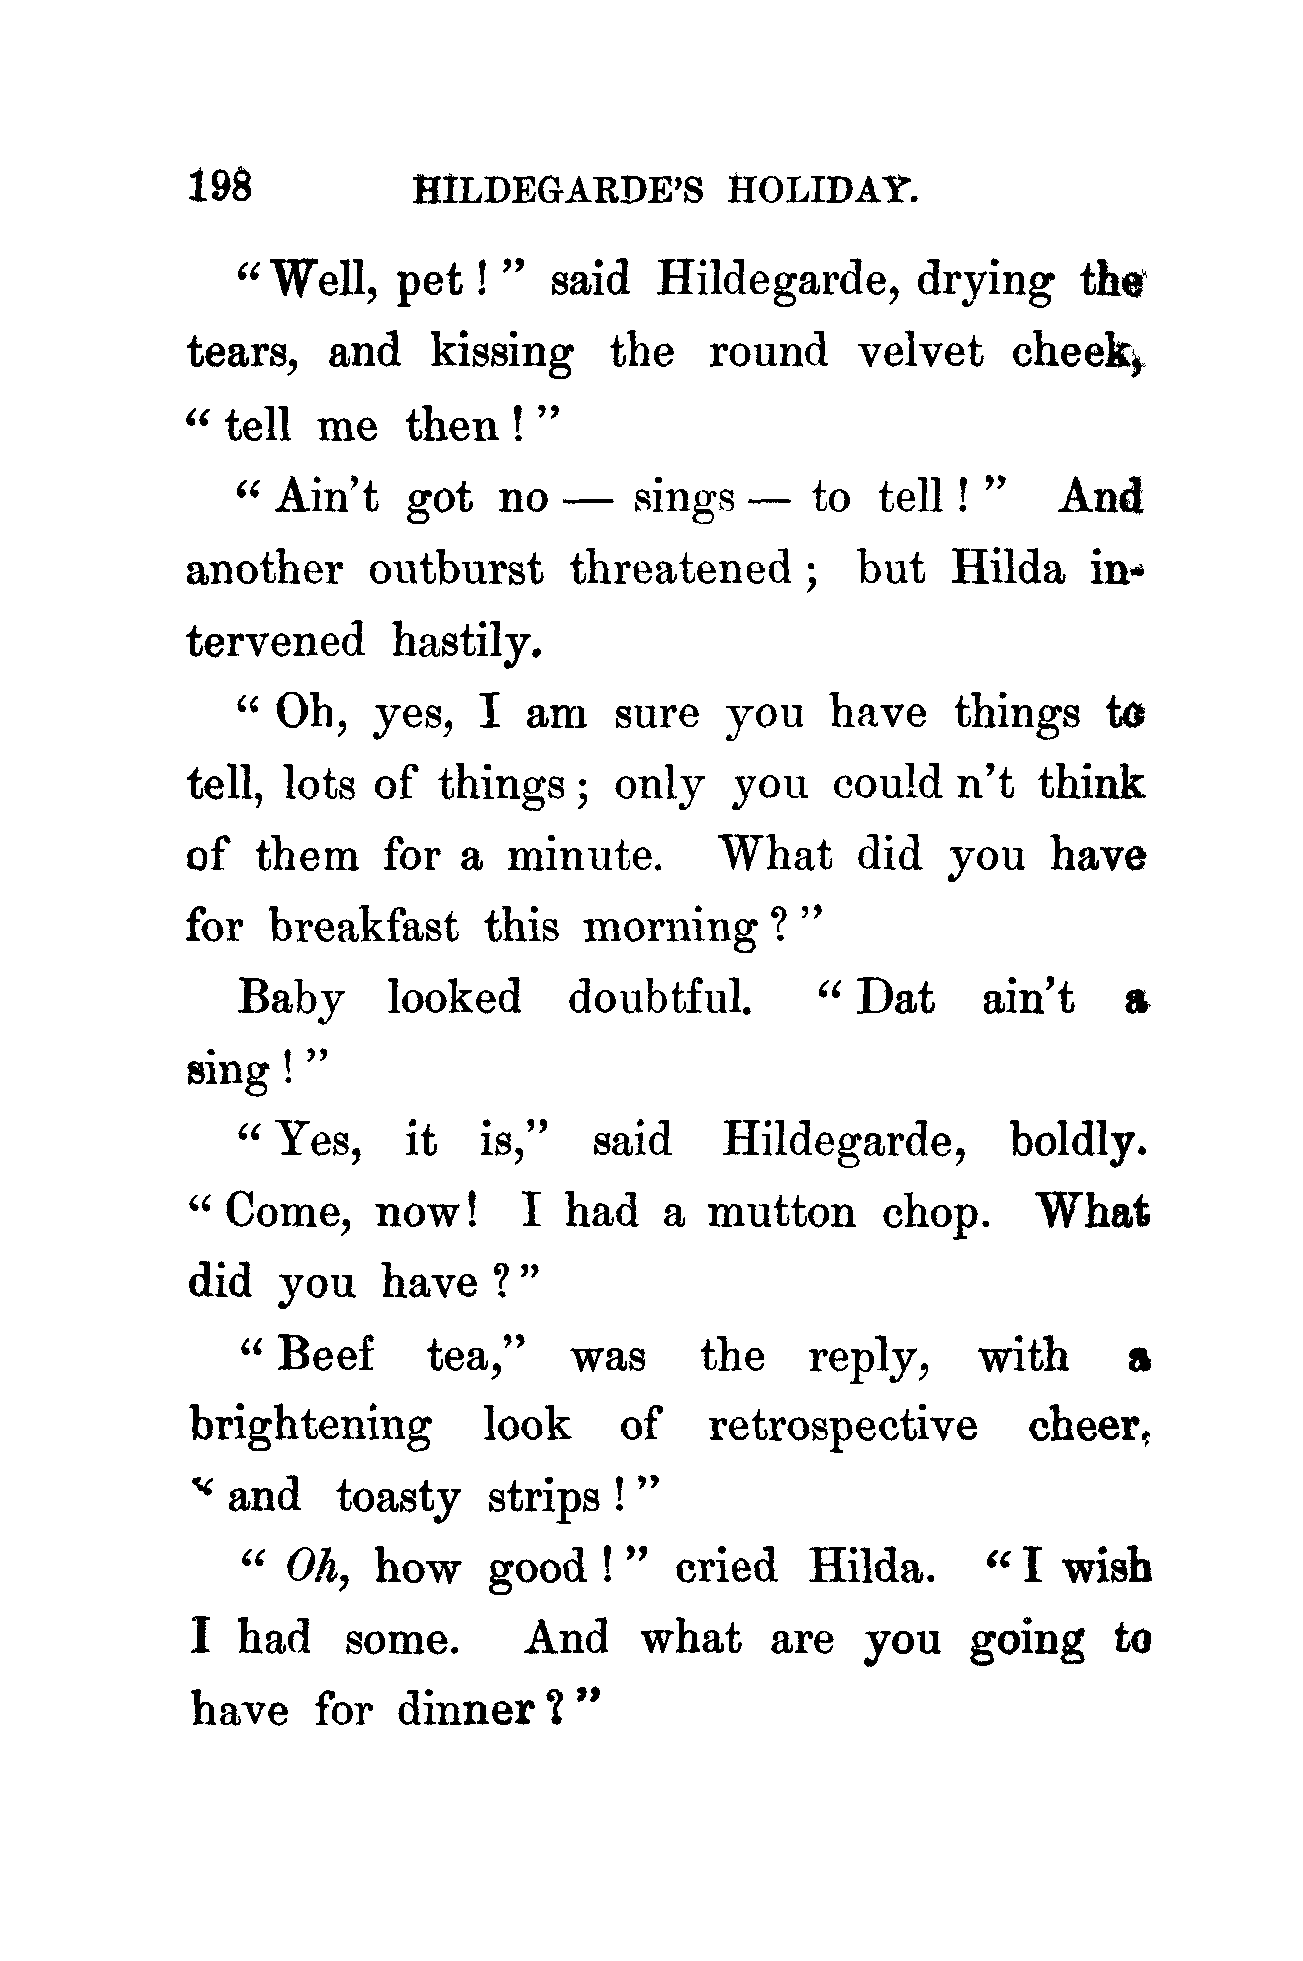 198 HILDEGARDE'S HOLIDAY.
"Well, pet!" said Hildegarde, drying the
tears, and kissing the round velvet cheek,
"tell me then!"
"Ain't got no — sings — to tell!" And
another outburst threatened; but Hilda in-
tervened hastily.
"Oh, yes, I am sure you have things to
tell, lots of things; only you could n't think
of them for a minute. What did you have
for breakfast this morning?"
Baby looked doubtful. "Dat ain't a
sing!"
"Yes, it is," said Hildegarde, boldly.
"Come, now! I had a mutton chop. What
did you have?"
"Beef tea," was the reply, with a
brightening look of retrospective cheer,
"and toasty strips!"
"Oh, how good!" cried Hilda. "I wish
I had some. And what are you going to
have for dinner?"